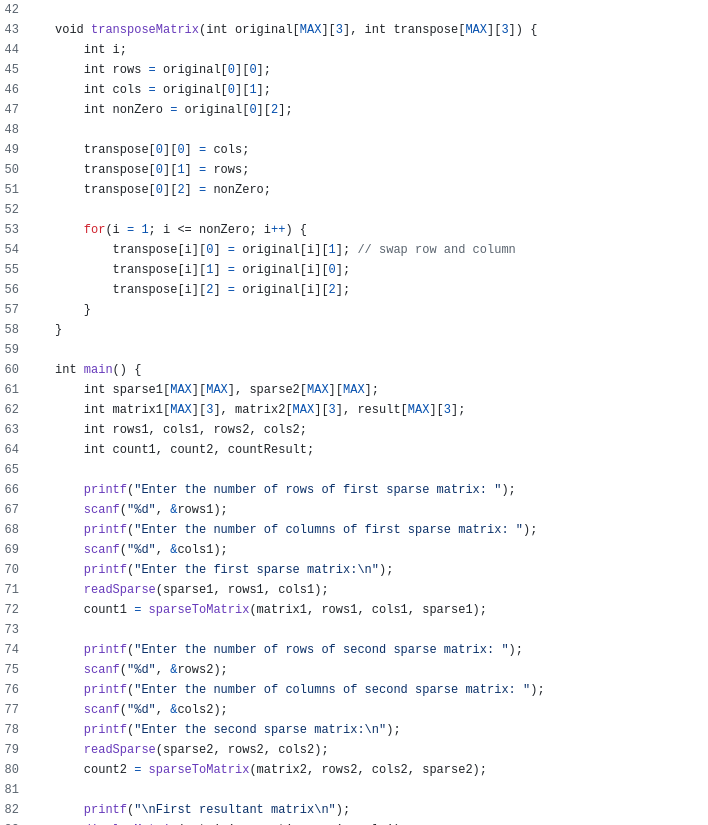 42
43 void transposeMatrix(int original[MAX][3], int transpose[MAX][3]) {
44 int i;
45 int rows = original[0][0];
46 int cols = original[0][1];
47 int nonZero = original[0][2];
48
49 transpose[0][0] = cols;
50 transpose[0][1] = rows;
51 transpose[0][2] = nonZero;
52
53 for(i = 1; i <= nonZero; i++) {
54 transpose[i][0] = original[i][1]; // swap row and column
55 transpose[i][1] = original[i][0];
56 transpose[i][2] = original[i][2];
57 }
58 }
59
60 int main() {
61 int sparse1[MAX][MAX], sparse2[MAX][MAX];
62 int matrix1[MAX][3], matrix2[MAX][3], result[MAX][3];
63 int rows1, cols1, rows2, cols2;
64 int count1, count2, countResult;
65
66 printf("Enter the number of rows of first sparse matrix: ");
67 scanf("%d", &rows1);
68 printf("Enter the number of columns of first sparse matrix: ");
69 scanf("%d", &cols1);
70 printf("Enter the first sparse matrix:\n");
71 readSparse(sparse1, rows1, cols1);
72 count1 = sparseToMatrix(matrix1, rows1, cols1, sparse1);
73
74 printf("Enter the number of rows of second sparse matrix: ");
75 scanf("%d", &rows2);
76 printf("Enter the number of columns of second sparse matrix: ");
77 scanf("%d", &cols2);
78 printf("Enter the second sparse matrix:\n");
79 readSparse(sparse2, rows2, cols2);
80 count2 = sparseToMatrix(matrix2, rows2, cols2, sparse2);
81
82 printf("\nFirst resultant matrix\n");